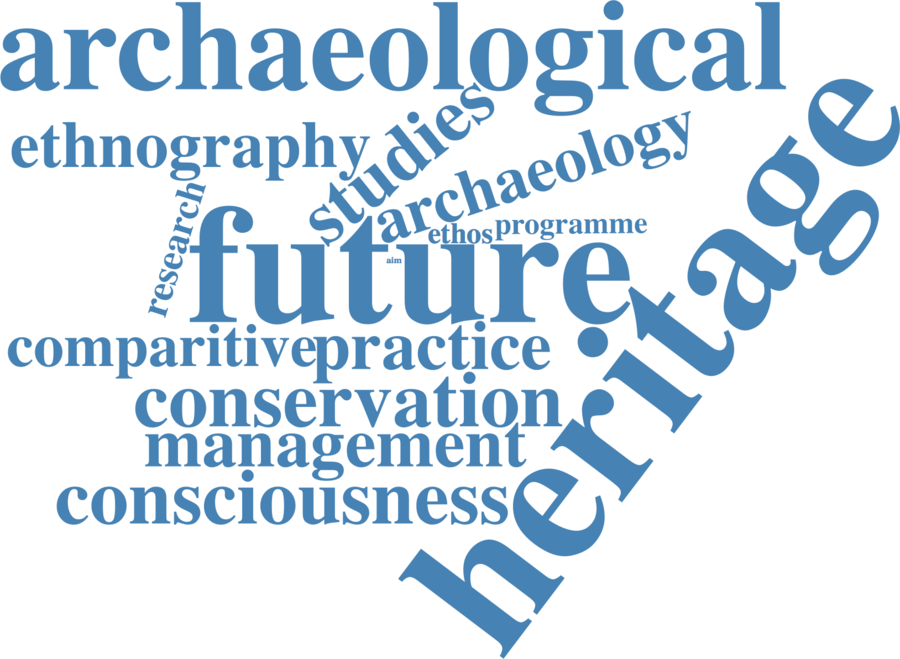 archaeological
ethnography
studies
archaeology
research
ethos
programme
future
aim
heritage
comparitive
practice
conservation
management
consciousness